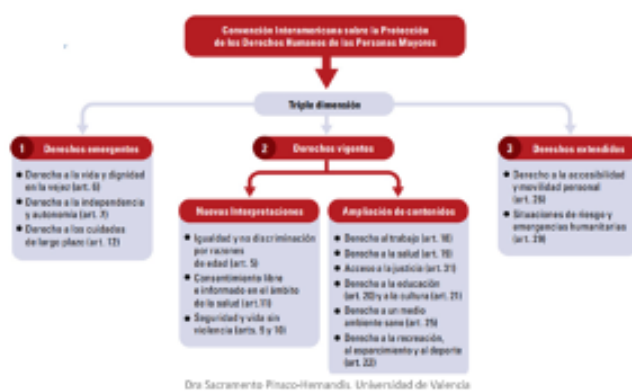 Convención Interamericana sobre la Protección
de los Derechos Humanos de las Personas Mayores
Triple dimensión
1 Derechos emergentes
• Derecho a la vida y dignidad
en la vejez (art. 6)
• Derecho a la independencia
y autonomía (art. 7)
• Derecho a los cuidados
de largo plazo (art. 12)
2 Derechos vigentes
Nuevas Interpretaciones
• Igualdad y no discriminación
por razones
de edad (art. 5)
• Consentimiento libre
e informado en el ámbito
de la salud (art.11)
• Seguridad y vida sin
violencia (arts. 9 y 10)
Ampliación de contenidos
• Derecho al trabajo (art. 18)
• Derecho a la salud (art. 19)
• Acceso a la justicia (art. 31)
• Derecho a la educación
(art. 20) y a la cultura (art. 21)
• Derecho a un medio
ambiente sano (art. 25)
• Derecho a la recreación,
al esparcimiento y al deporte
(art. 22)
3 Derechos extendidos
• Derecho a la accesibilidad
y movilidad personal
(art. 26)
• Situaciones de riesgo y
emergencias humanitarias
(art. 29)
Dra Sacramento Pinazo-Hernandis. Universidad de Valencia